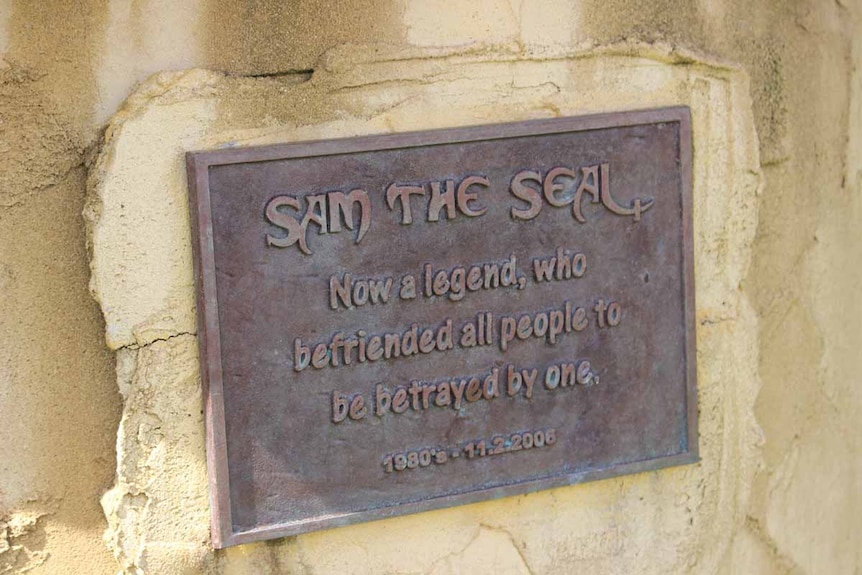 SAM THE SEAL
Now a legend, who
befriended all people to
be betrayed by one.
1980's - 11.2.2006